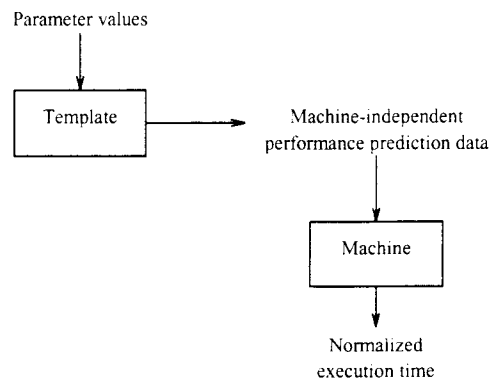 Parameter values
Template
Machine-independent
performance prediction data
Machine
Normalized
execution time